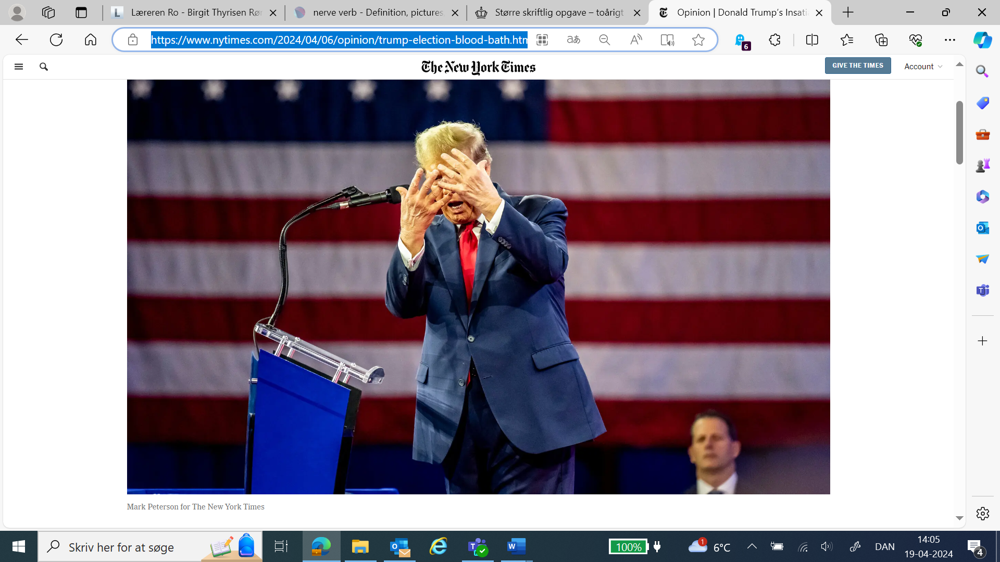 Læreren Ro - Birgit Thyrisen Rør
nerve verb - Definition, pictures,
Større skriftlig opgave – toårigt
Opinion | Donald Trump’s Insati
https://www.nytimes.com/2024/04/06/opinion/trump-election-blood-bath.htm
aあ
A
6
The New York Times
GIVE THE TIMES
Account
Mark Peterson for The New York Times
Skriv her for at søge
100%
1
6°C
DAN
14:05
19-04-2024
4